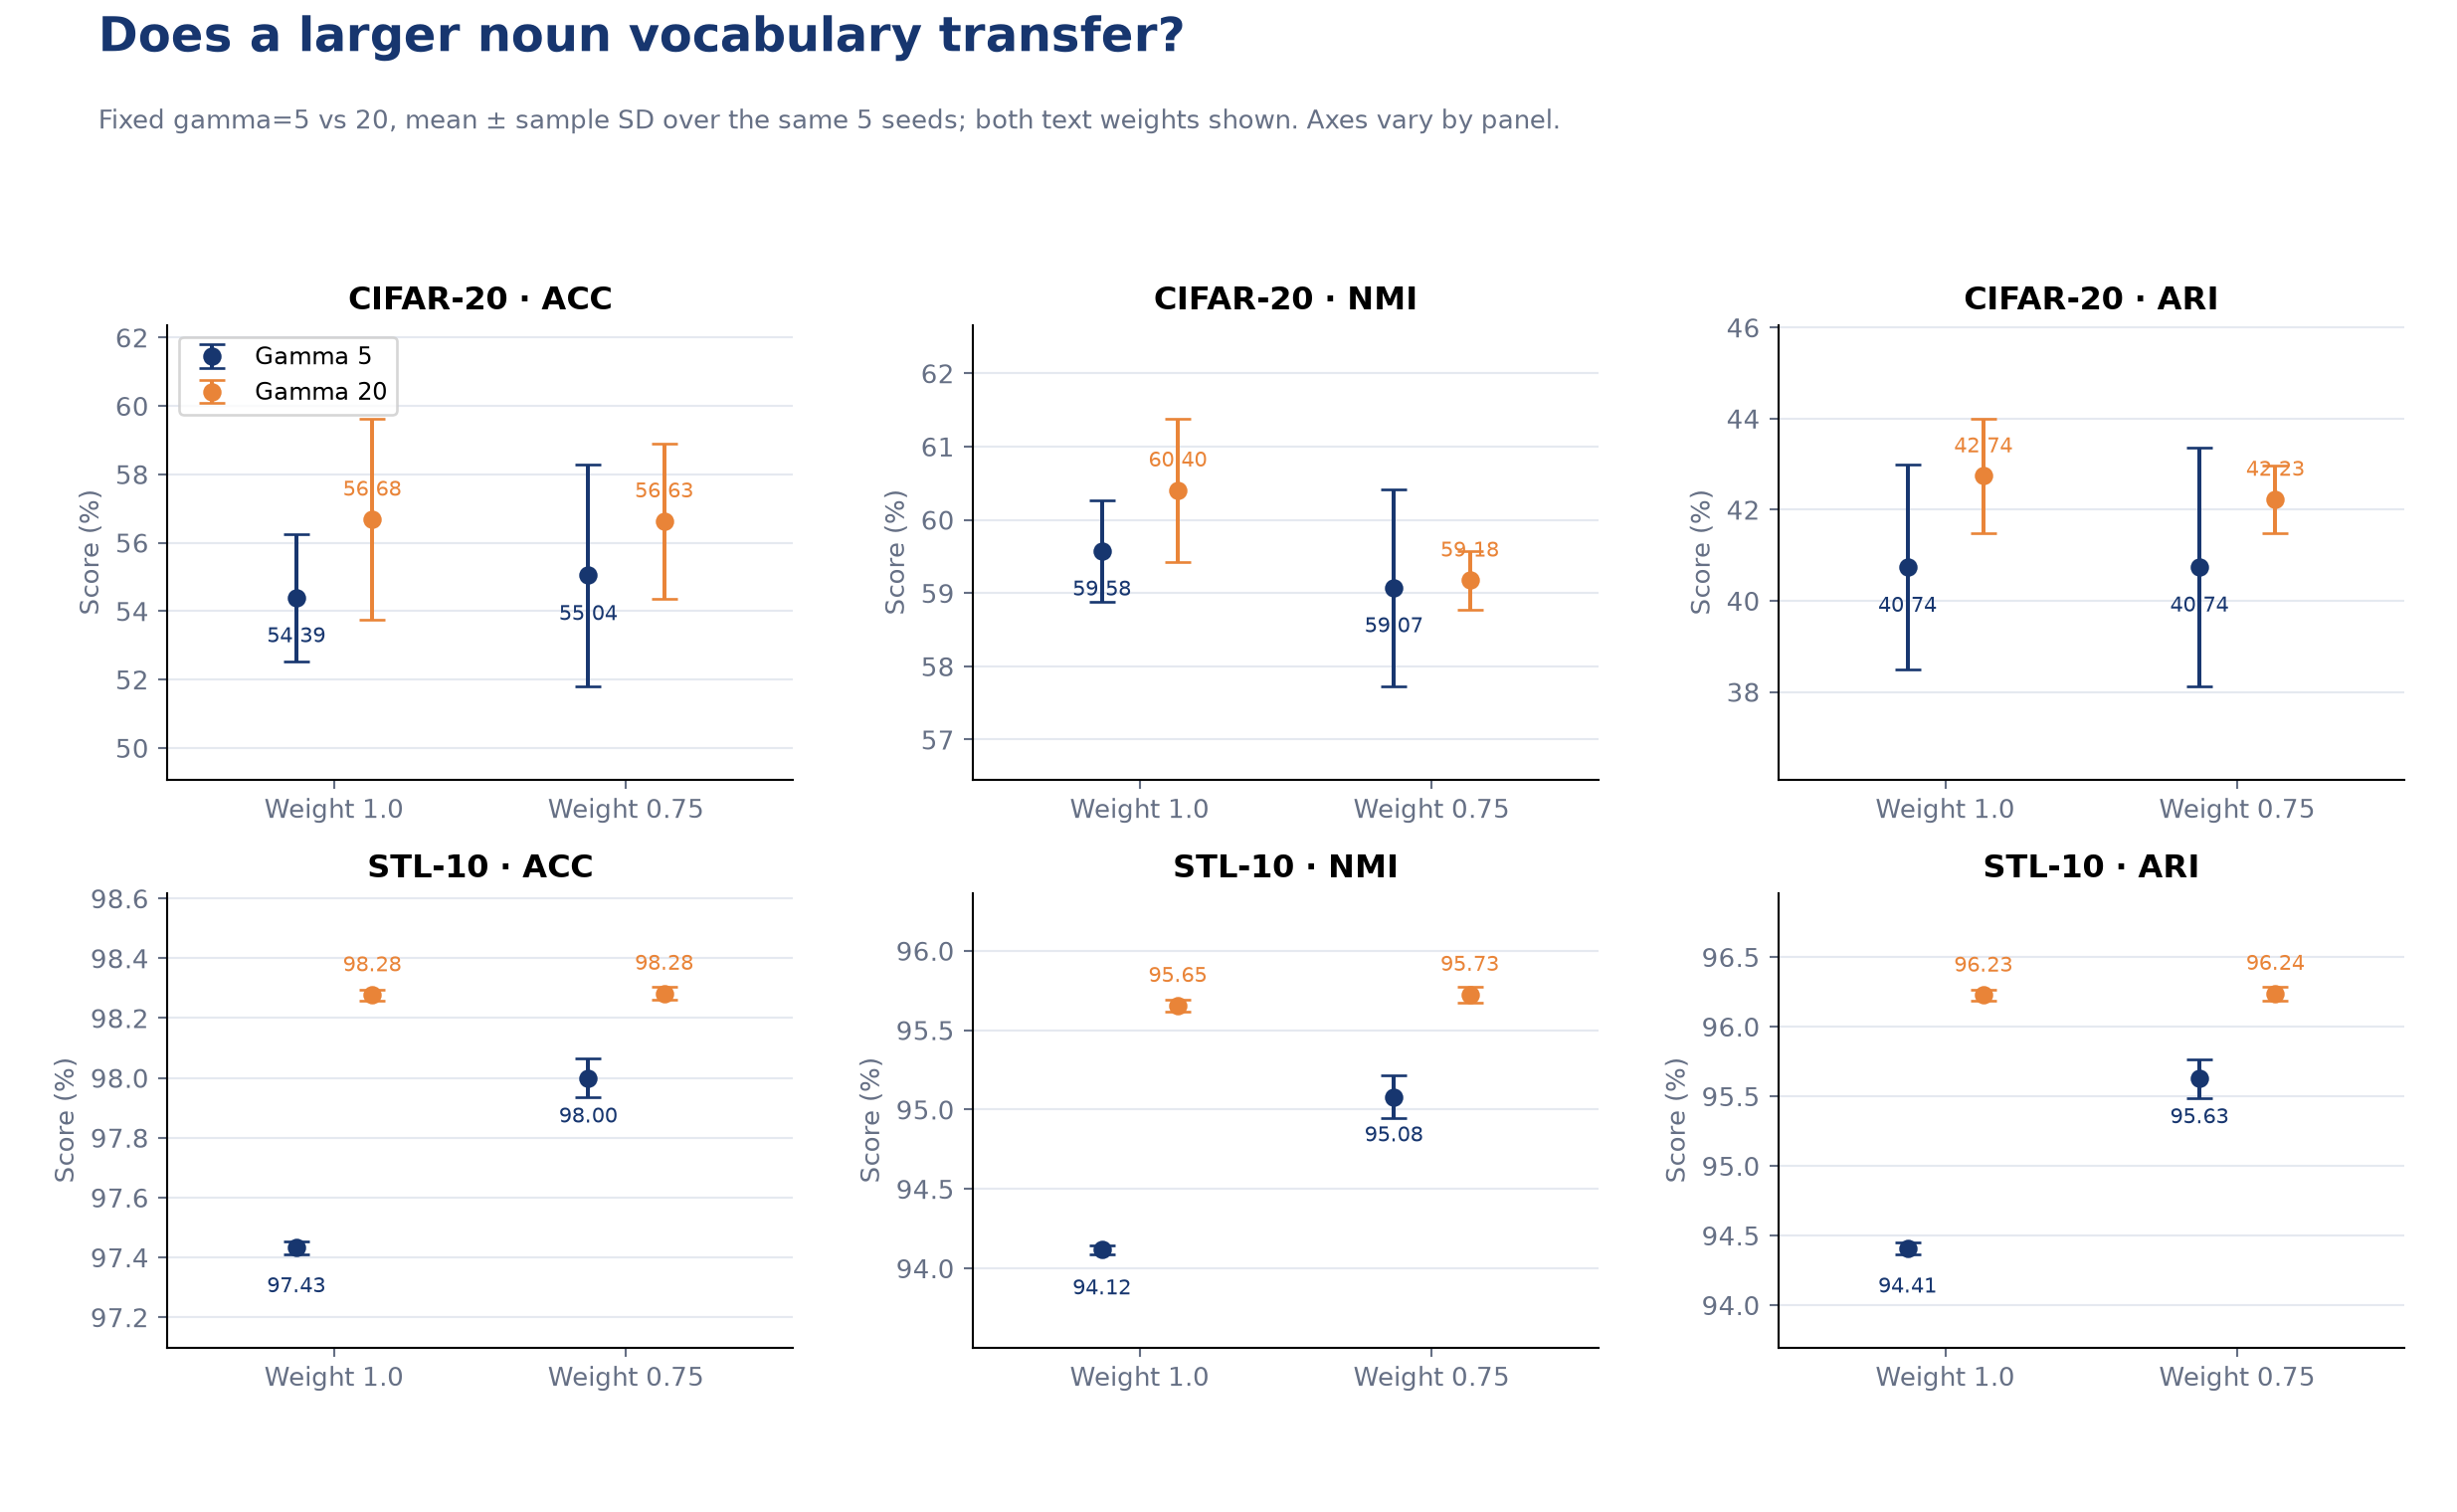 Does a larger noun vocabulary transfer?
Fixed gamma=5 vs 20, mean ± sample SD over the same 5 seeds; both text weights shown. Axes vary by panel.
CIFAR-20 · ACC
Score (%)
62
60
58
56
54
52
50
Gamma 5
Gamma 20
54.39
56.68
55.04
56.63
Weight 1.0
Weight 0.75
CIFAR-20 · NMI
Score (%)
62
61
60
59
58
57
59.58
60.40
59.07
59.18
Weight 1.0
Weight 0.75
CIFAR-20 · ARI
Score (%)
46
44
42
40
38
40.74
42.74
40.74
42.23
Weight 1.0
Weight 0.75
STL-10 · ACC
Score (%)
98.6
98.4
98.2
98.0
97.8
97.6
97.4
97.2
97.43
98.28
98.00
98.28
Weight 1.0
Weight 0.75
STL-10 · NMI
Score (%)
96.0
95.5
95.0
94.5
94.0
94.12
95.65
95.08
95.73
Weight 1.0
Weight 0.75
STL-10 · ARI
Score (%)
96.5
96.0
95.5
95.0
94.5
94.0
94.41
96.23
95.63
96.24
Weight 1.0
Weight 0.75